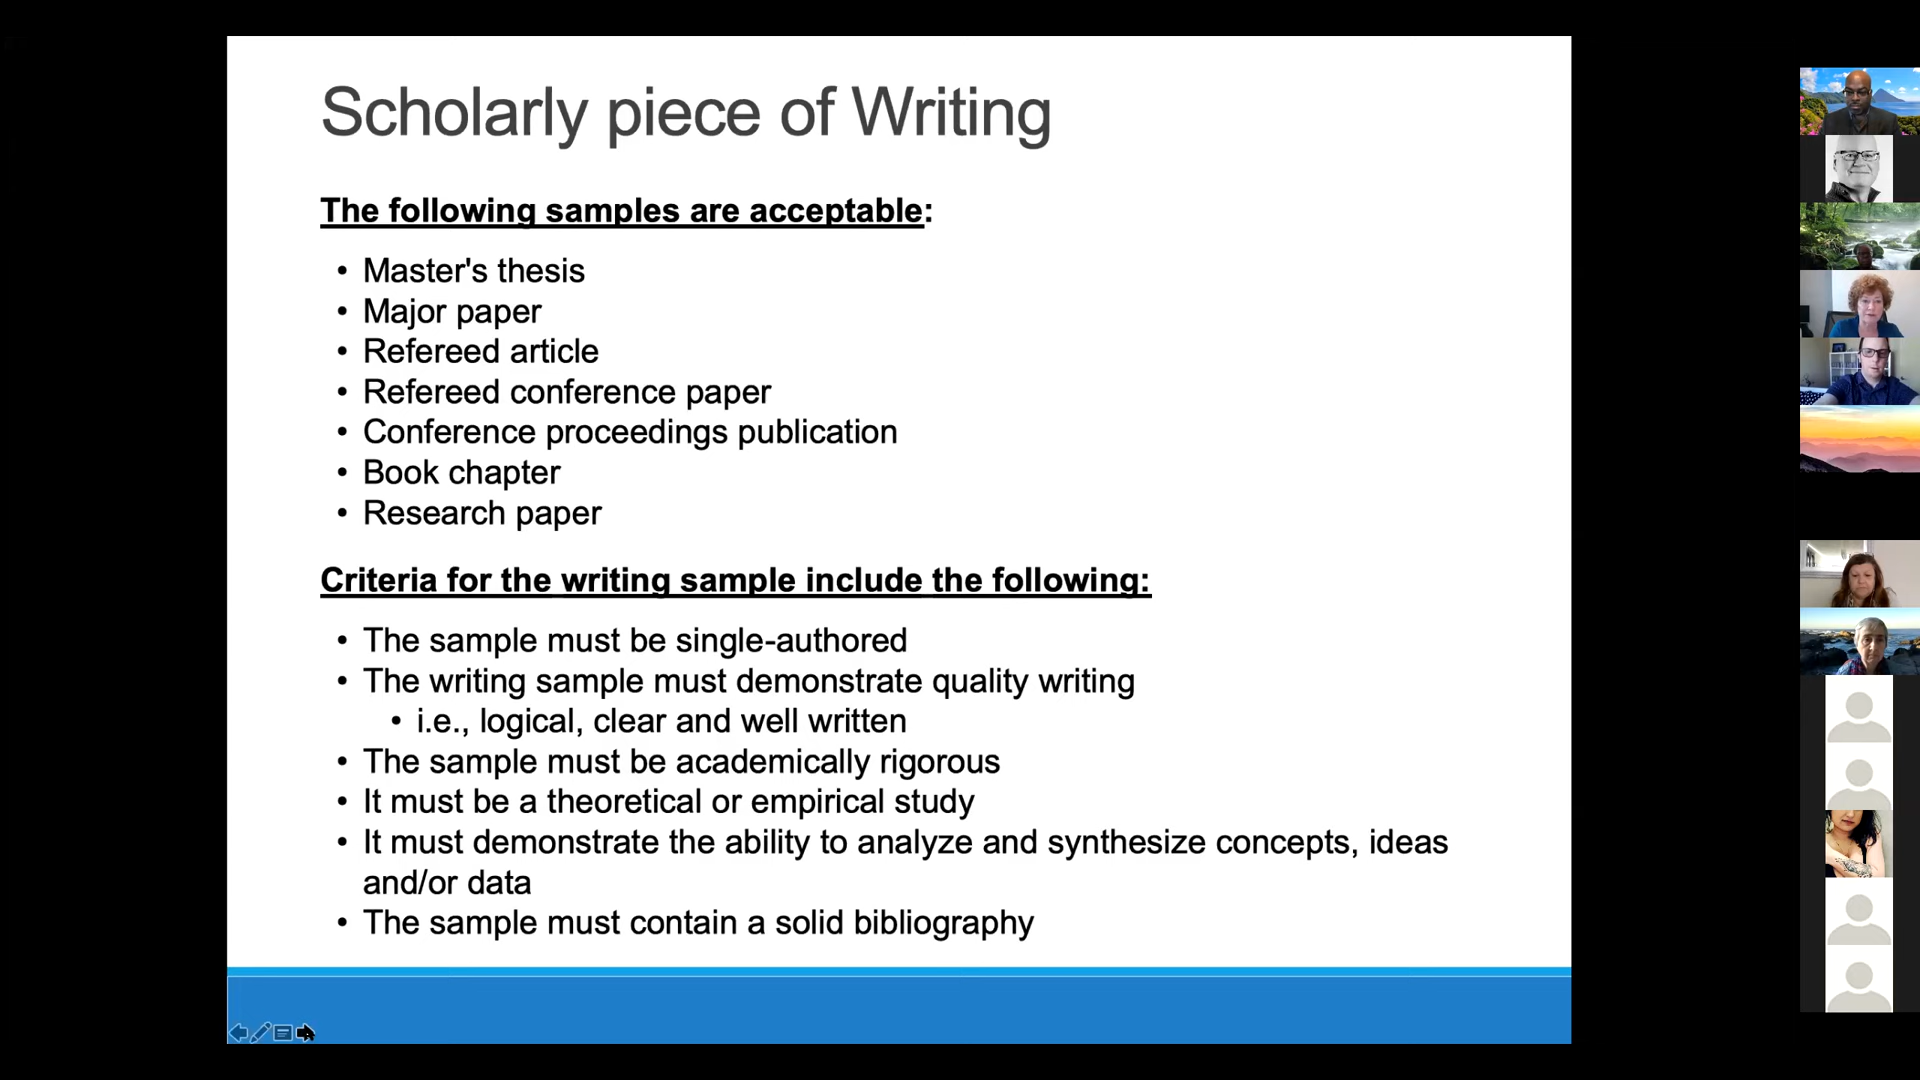 Scholarly piece of Writing
The following samples are acceptable:
• Master's thesis
• Major paper
• Refereed article
• Refereed conference paper
• Conference proceedings publication
• Book chapter
• Research paper
Criteria for the writing sample include the following:
• The sample must be single-authored
• The writing sample must demonstrate quality writing
• i.e., logical, clear and well written
• The sample must be academically rigorous
• It must be a theoretical or empirical study
• It must demonstrate the ability to analyze and synthesize concepts, ideas
and/or data
• The sample must contain a solid bibliography